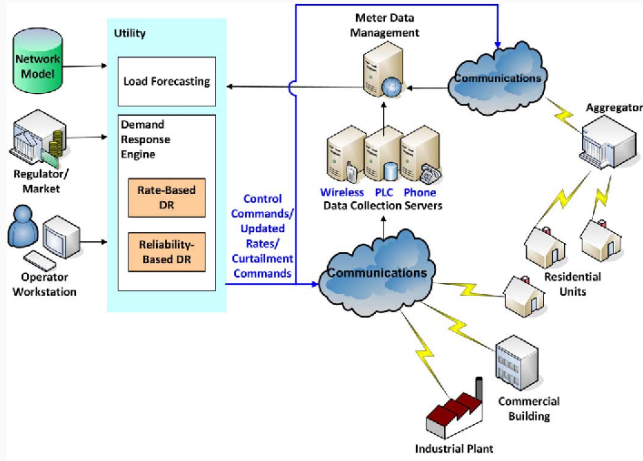 Network
Model
Regulator/
Market
Operator
Workstation
Utility
Load Forecasting
Demand
Response
Engine
Rate-Based
DR
Reliability-
Based DR
Control
Commands/
Updated
Rates/
Curtailment
Commands
Meter Data
Management
Wireless PLC Phone
Data Collection Servers
Communications
Communications
Aggregator
Residential
Units
Commercial
Building
Industrial Plant